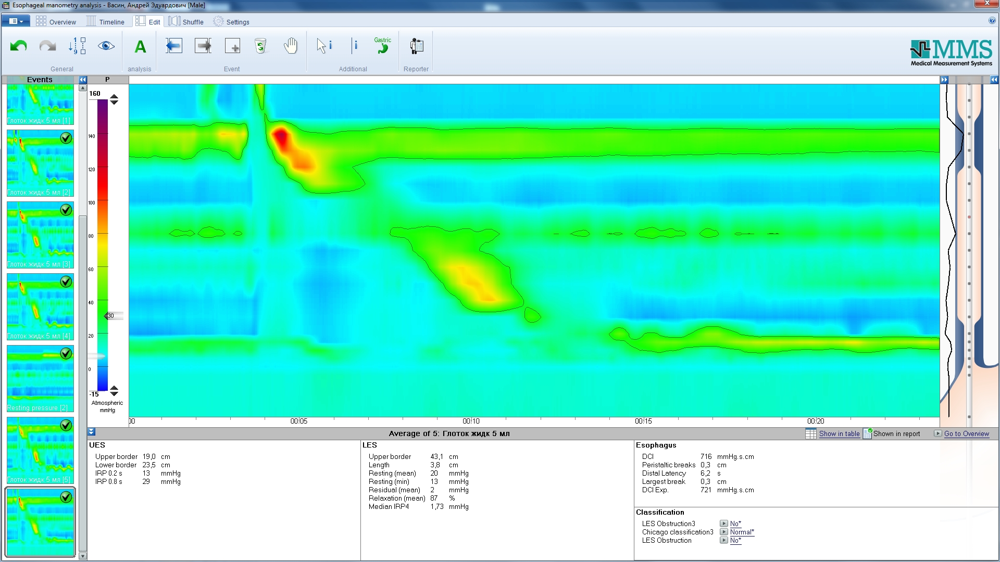 Esophageal manometry analysis - Васин, Андрей Эдуардович [Male]
Overview
Timeline
Edit
Shuffle
Settings
1
9
A
i
i
Gastric
General
analysis
Event
Additional
Reporter
MMS
Medical Measurement Systems
Events
P
Глоток жидк 5 мл [1]
Глоток жидк 5 мл [2]
Глоток жидк 5 мл [3]
Глоток жидк 5 мл [4]
Resting pressure [2]
Глоток жидк 5 мл [5]
160
140
120
100
80
60
40
30
20
0
-15
Atmospheric
mmHg
00
00:05
00:10
00:15
00:20
Average of 5: Глоток жидк 5 мл
Show in table
Shown in report
Go to Overview
UES
Upper border 19,0 cm
Lower border 23,5 cm
IRP 0.2 s 13 mmHg
IRP 0.8 s 29 mmHg
LES
Upper border 43,1 cm
Length 3,8 cm
Resting (mean) 20 mmHg
Resting (min) 13 mmHg
Residual (mean) 2 mmHg
Relaxation (mean) 87 %
Median IRP4 1,73 mmHg
Esophagus
DCI 716 mmHg.s.cm
Peristaltic breaks 0,3 cm
Distal Latency 6,2 s
Largest break 0,3 cm
DCI Exp. 721 mmHg.s.cm
Classification
LES Obstruction3 No*
Chicago classification3 Normal*
LES Obstruction No*